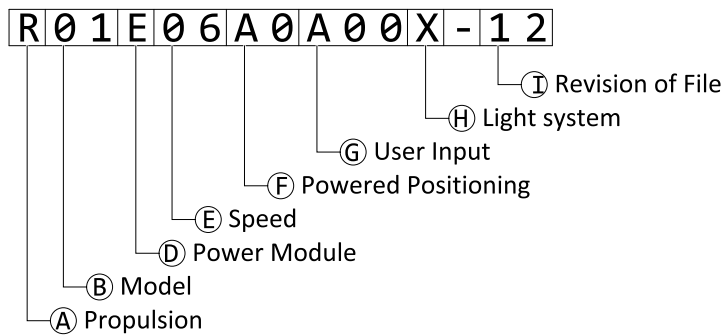 R01E06A0A00X-12
I Revision of File
H Light system
G User Input
F Powered Positioning
E Speed
D Power Module
B Model
A Propulsion